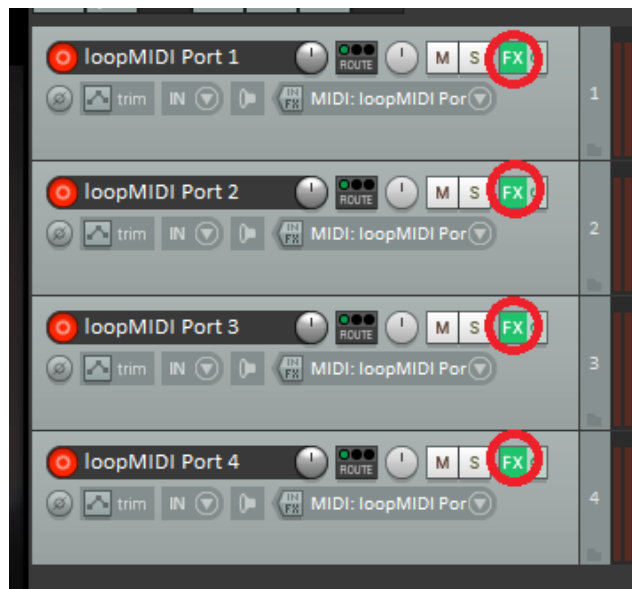 loopMIDI Port 1 ROUTE M S FX
trim IN IN FX MIDI: loopMIDI Por 1
loopMIDI Port 2 ROUTE M S FX
trim IN IN FX MIDI: loopMIDI Por 2
loopMIDI Port 3 ROUTE M S FX
trim IN IN FX MIDI: loopMIDI Por 3
loopMIDI Port 4 ROUTE M S FX
trim IN IN FX MIDI: loopMIDI Por 4